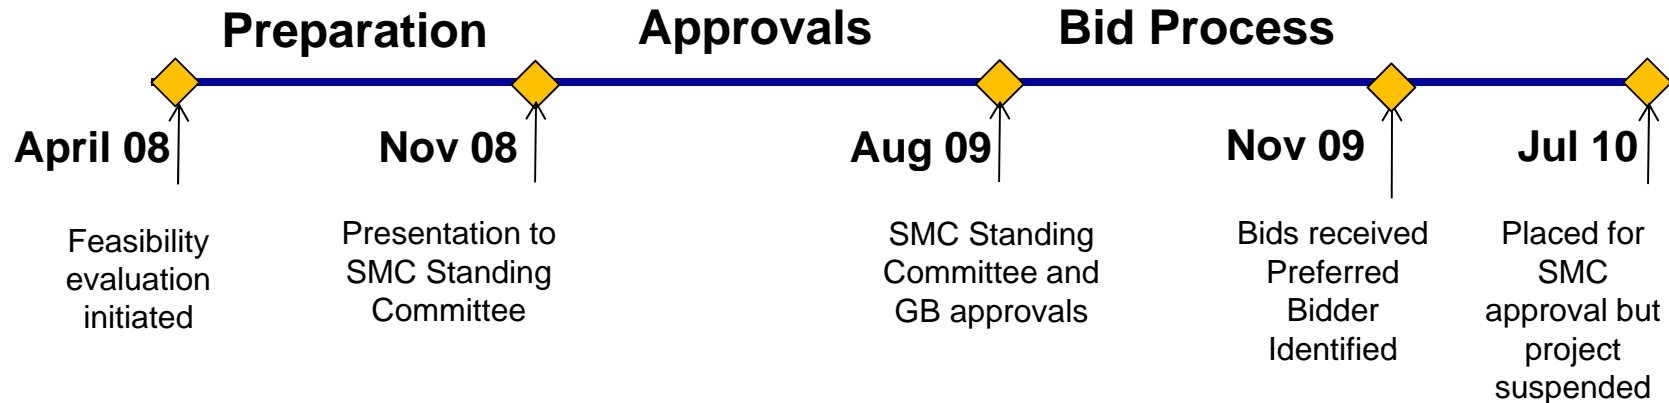 Preparation
Approvals
Bid Process
April 08
Nov 08
Aug 09
Nov 09
Jul 10
Feasibility
evaluation
initiated
Presentation to
SMC Standing
Committee
SMC Standing
Committee and
GB approvals
Bids received
Preferred
Bidder
Identified
Placed for
SMC
approval but
project
suspended